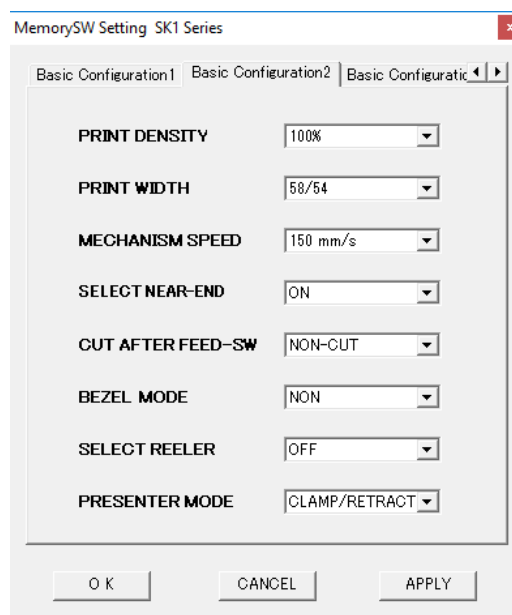 MemorySW Setting SK1 Series
Basic Configuration1 Basic Configuration2 Basic Configuratic
PRINT DENSITY 100%
PRINT WIDTH 58/54
MECHANISM SPEED 150 mm/s
SELECT NEAR-END ON
CUT AFTER FEED-SW NON-CUT
BEZEL MODE NON
SELECT REELER OFF
PRESENTER MODE CLAMP/RETRACT
OK CANCEL APPLY